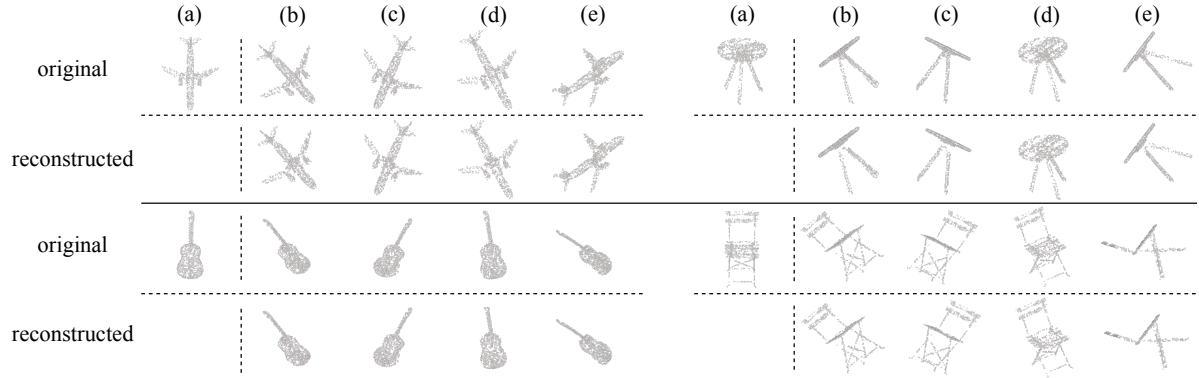 (a) (b) (c) (d) (e) (a) (b) (c) (d) (e)
original
reconstructed
original
reconstructed